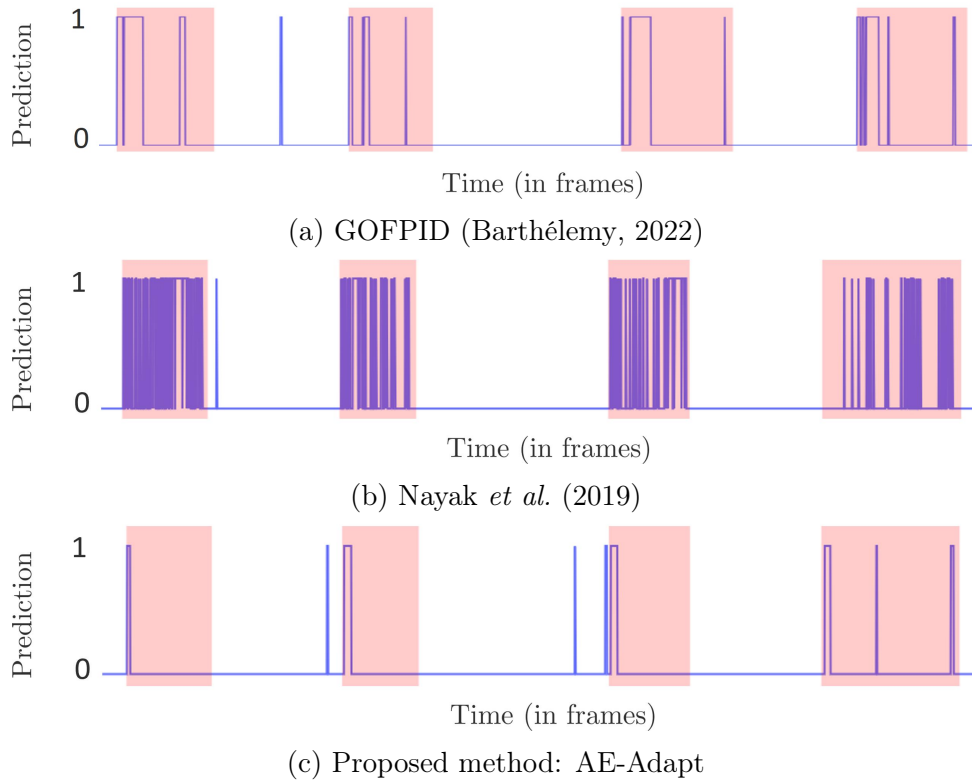 1
Prediction
0
Time (in frames)
(a) GOFPID (Barthélemy, 2022)
1
Prediction
0
Time (in frames)
(b) Nayak et al. (2019)
1
Prediction
0
Time (in frames)
(c) Proposed method: AE-Adapt